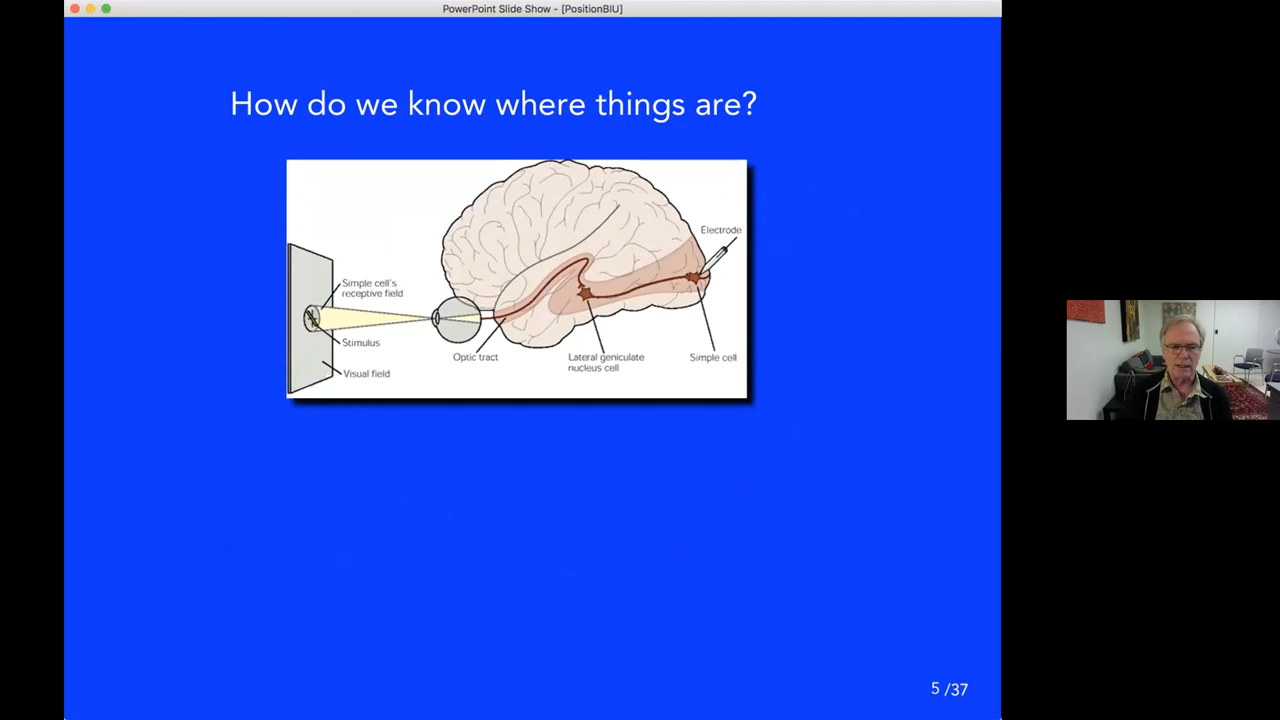 PowerPoint Slide Show - [PositionBIU]
How do we know where things are?
Electrode
Simple cell's
receptive field
Stimulus
Visual field
Optic tract
Lateral geniculate
nucleus cell
Simple cell
5 /37